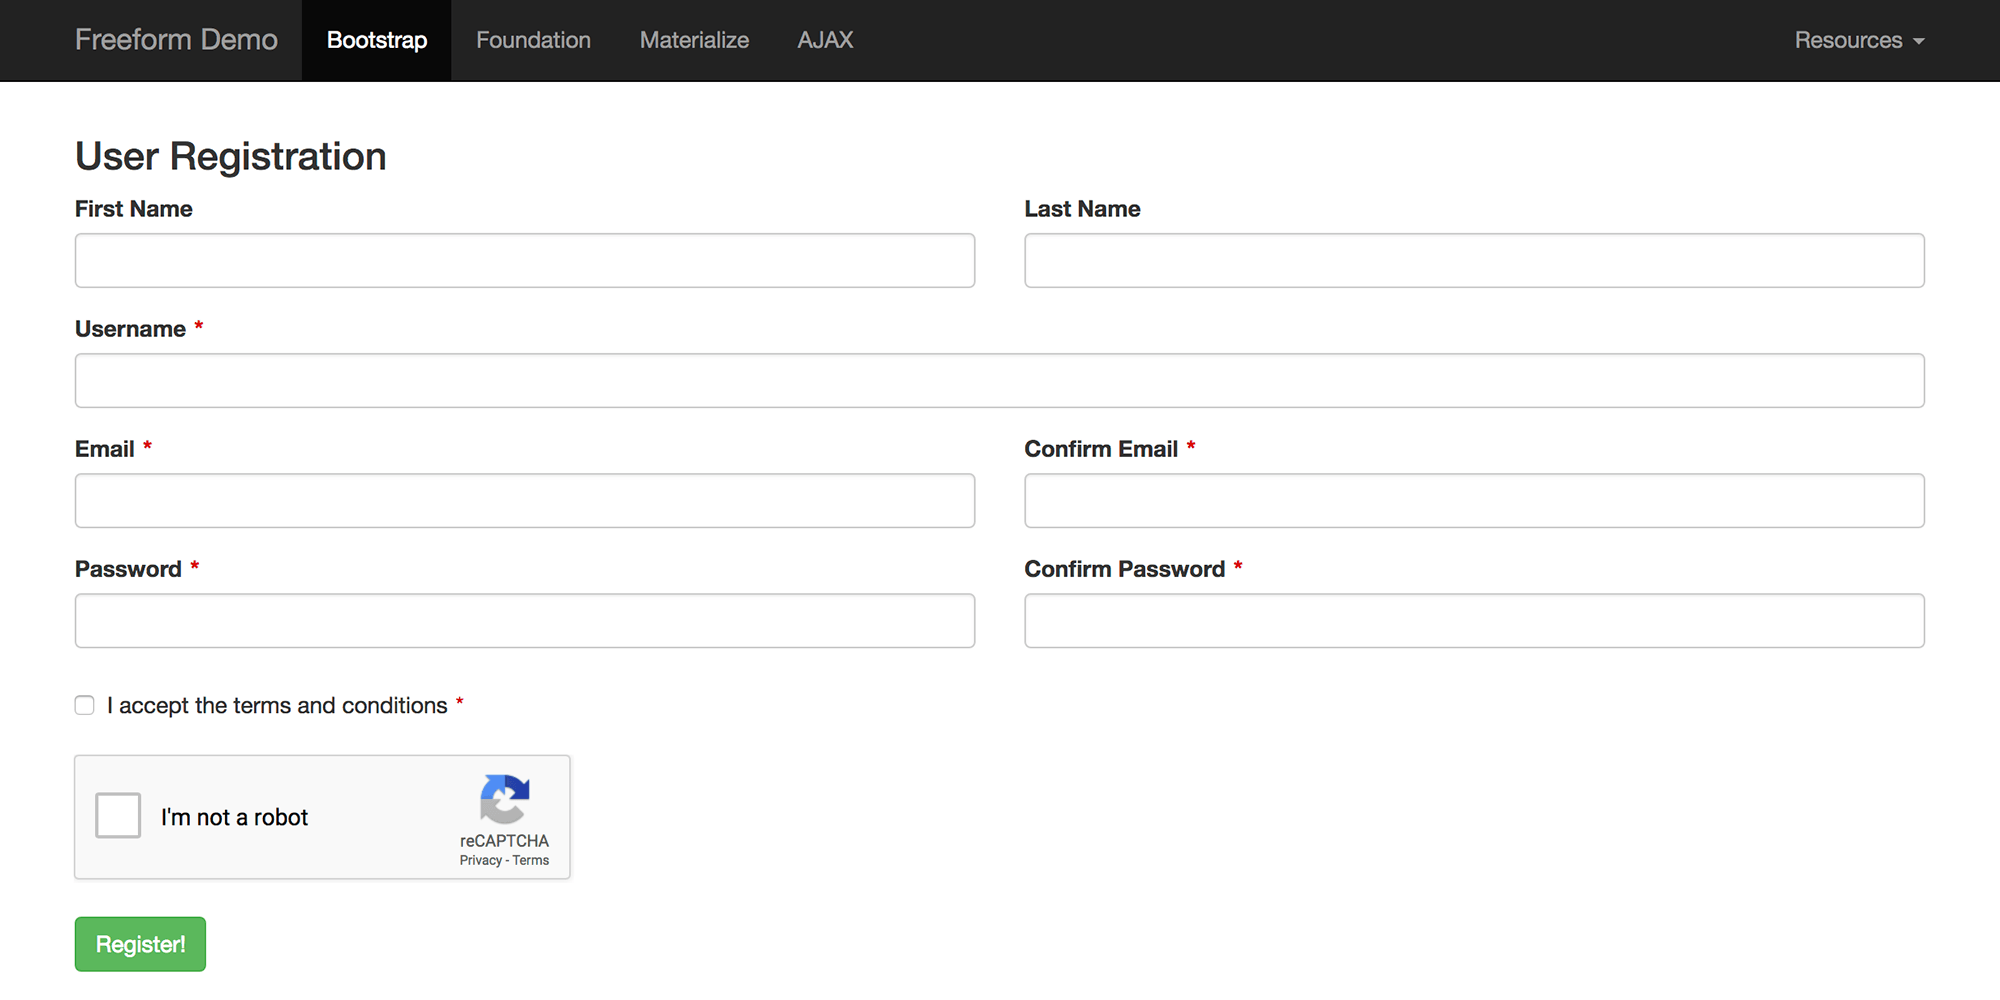 Freeform Demo Bootstrap Foundation Materialize AJAX Resources
User Registration
First Name Last Name
Username *
Email * Confirm Email *
Password * Confirm Password *
I accept the terms and conditions *
I'm not a robot
reCAPTCHA
Privacy - Terms
Register!